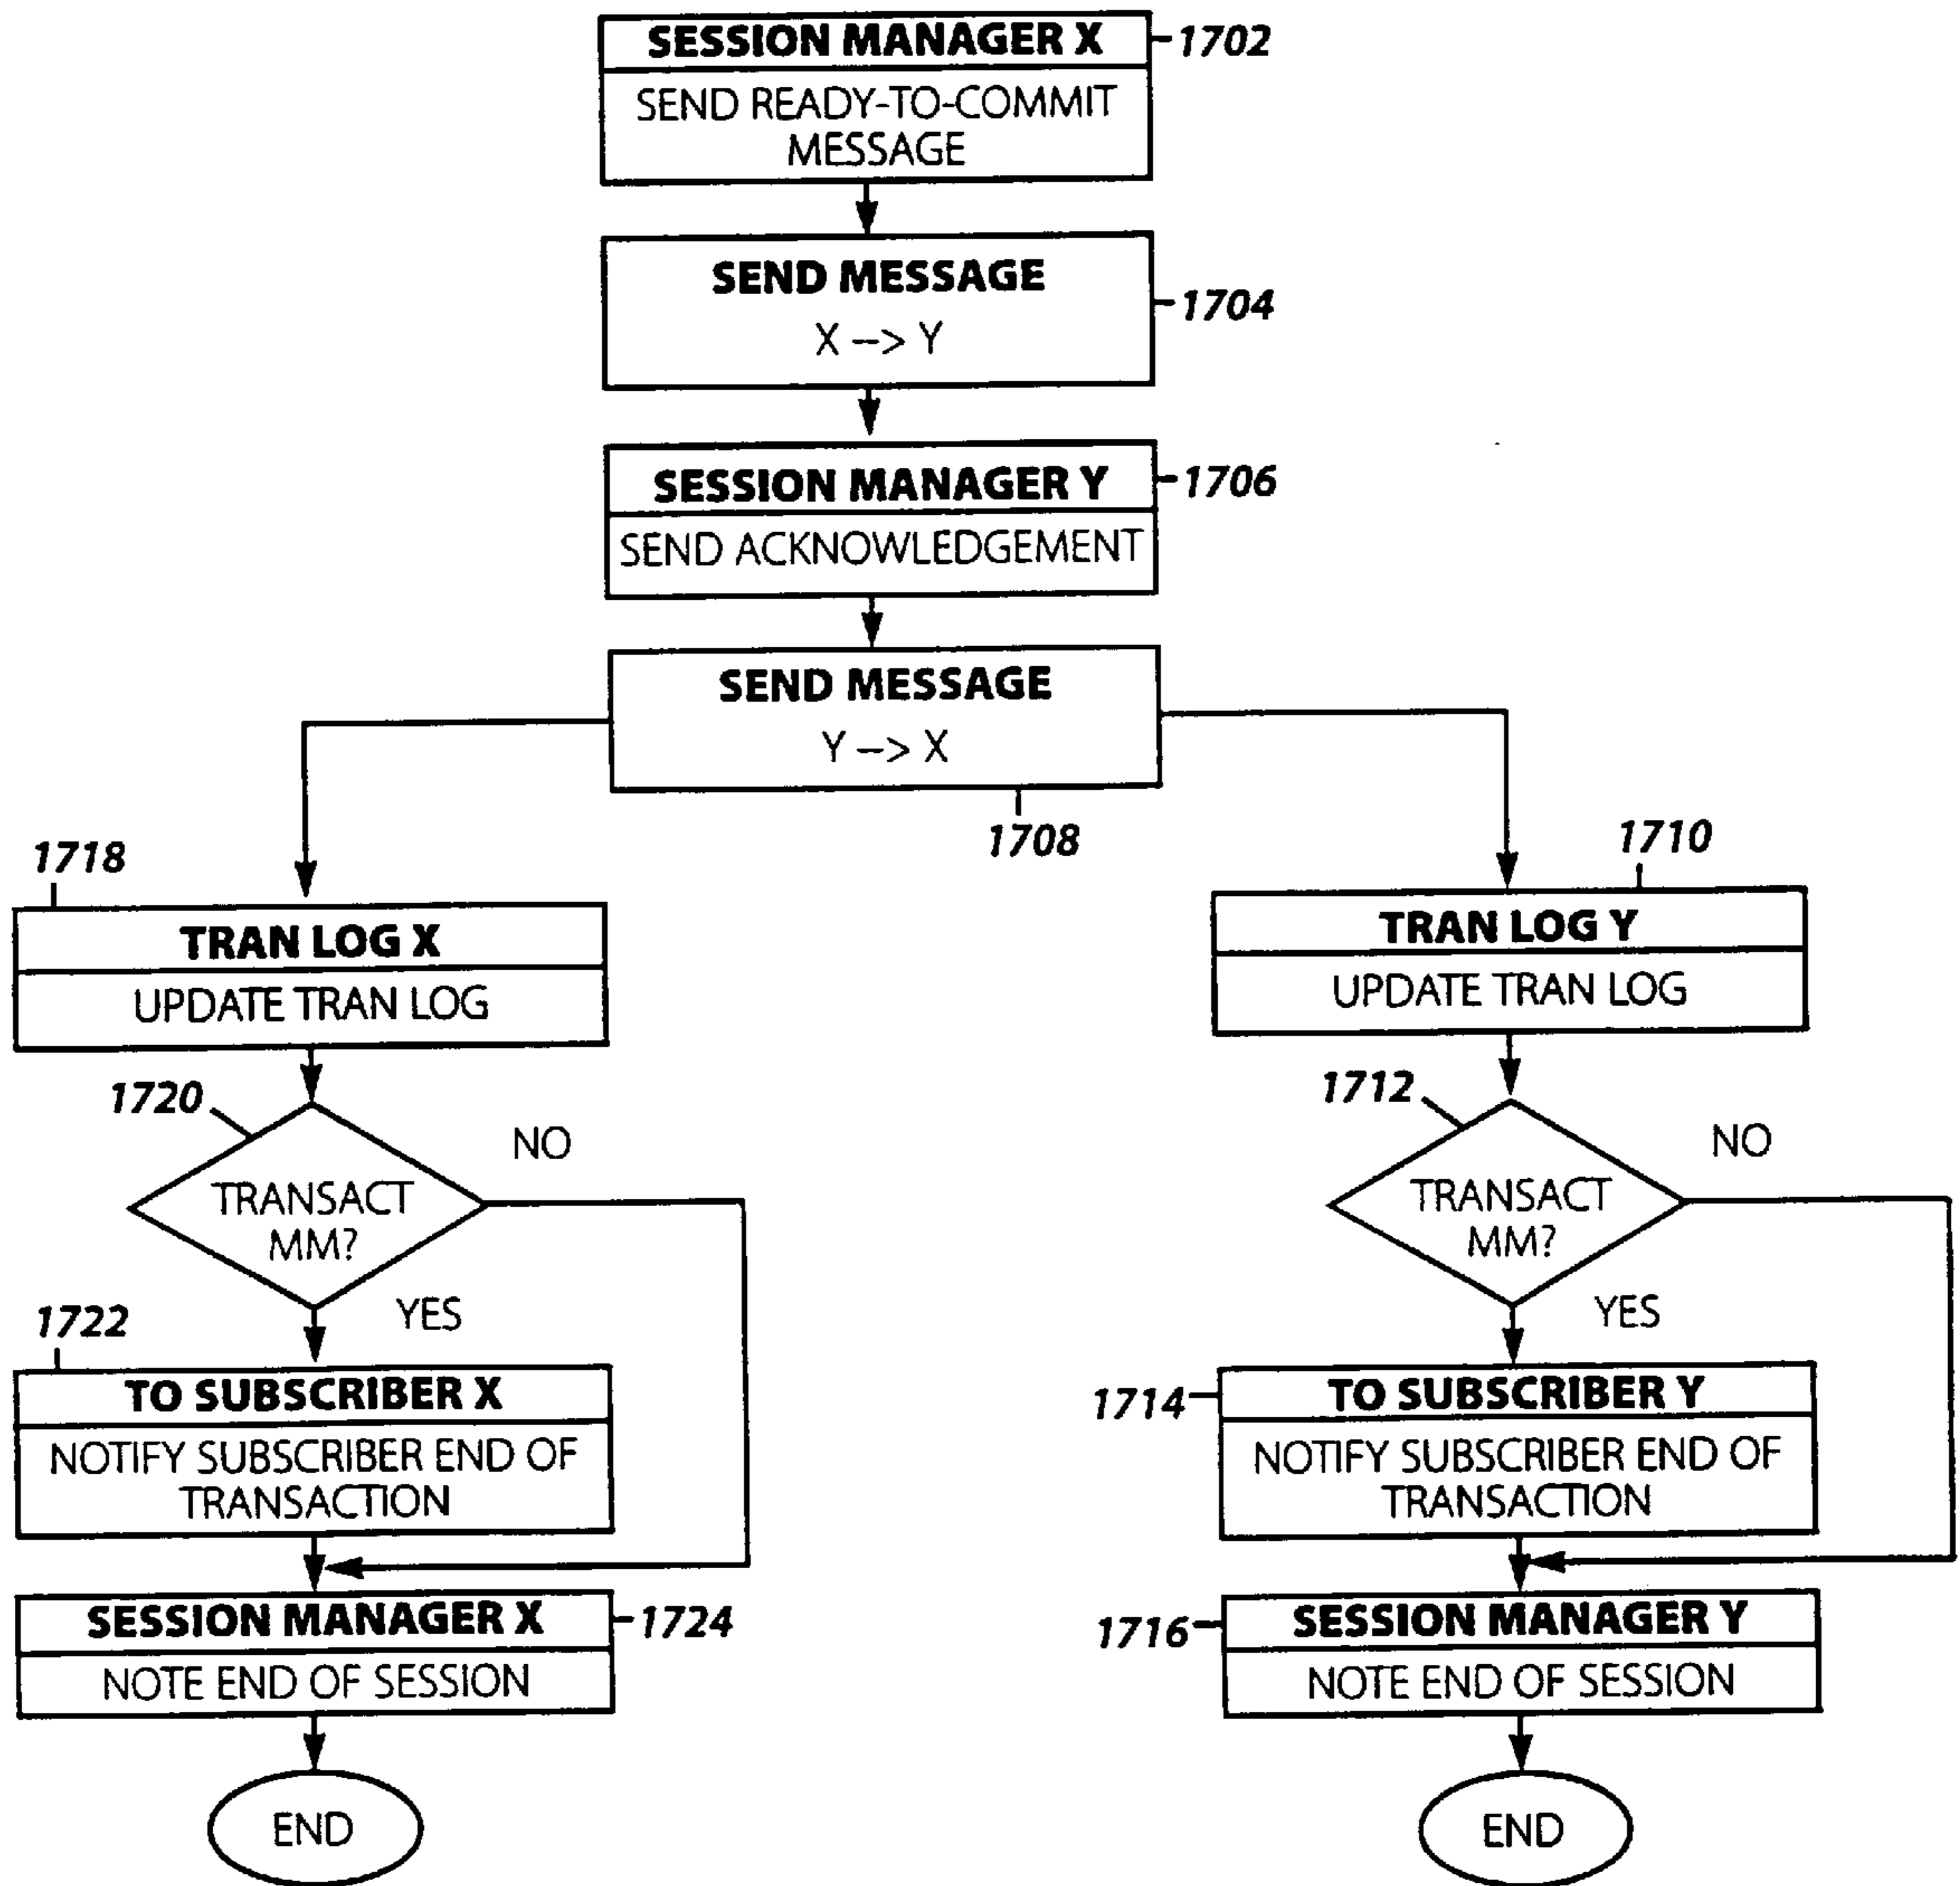 SESSION MANAGER X
1702
SEND READY-TO-COMMIT
MESSAGE
SEND MESSAGE
1704
X --> Y
SESSION MANAGER Y
1706
SEND ACKNOWLEDGEMENT
SEND MESSAGE
Y --> X
1708
1718
TRAN LOG X
UPDATE TRAN LOG
1720
NO
TRANSACT
MM?
YES
1722
TO SUBSCRIBER X
NOTIFY SUBSCRIBER END OF
TRANSACTION
SESSION MANAGER X
1724
NOTE END OF SESSION
END
1710
TRAN LOG Y
UPDATE TRAN LOG
1712
NO
TRANSACT
MM?
YES
1714
TO SUBSCRIBER Y
NOTIFY SUBSCRIBER END OF
TRANSACTION
1716
SESSION MANAGER Y
NOTE END OF SESSION
END